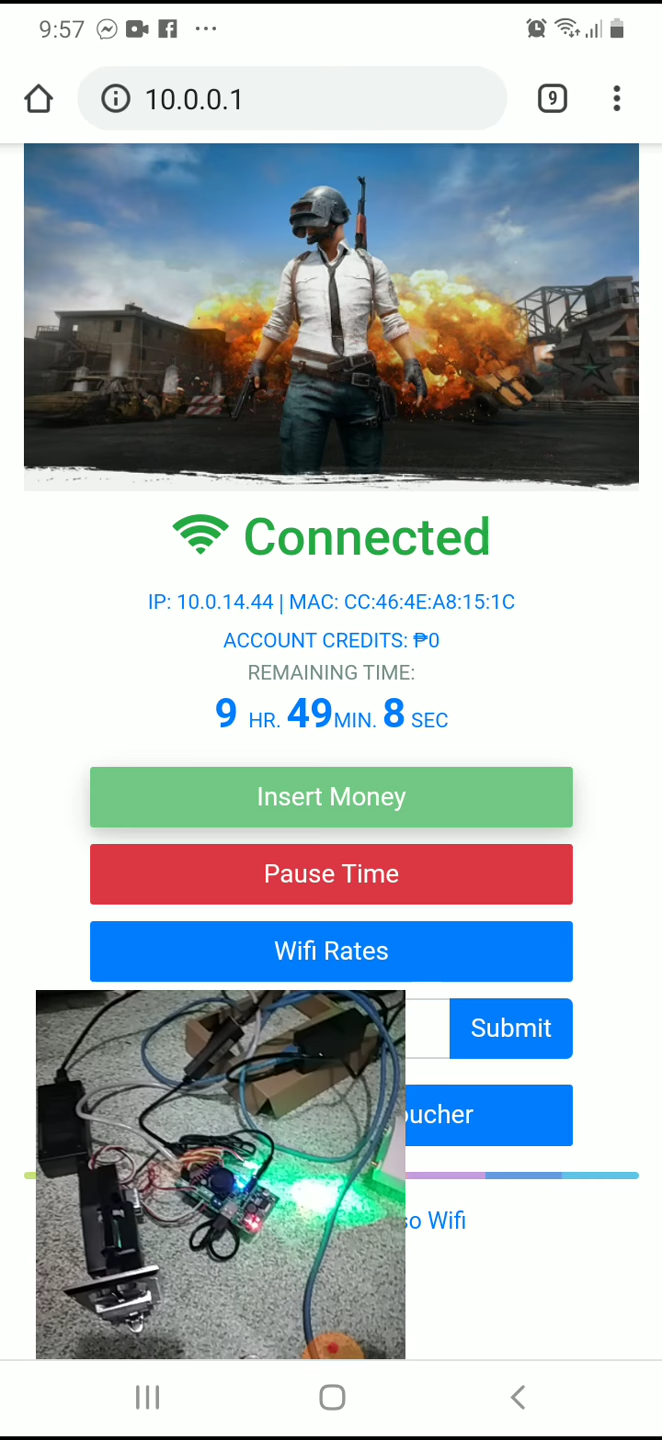 9:57
10.0.0.1
9
Connected
IP: 10.0.14.44 | MAC: CC:46:4E:A8:15:1C
ACCOUNT CREDITS: ₱0
REMAINING TIME:
9 HR. 49MIN. 8 SEC
Insert Money
Pause Time
Wifi Rates
Submit
oucher
so Wifi